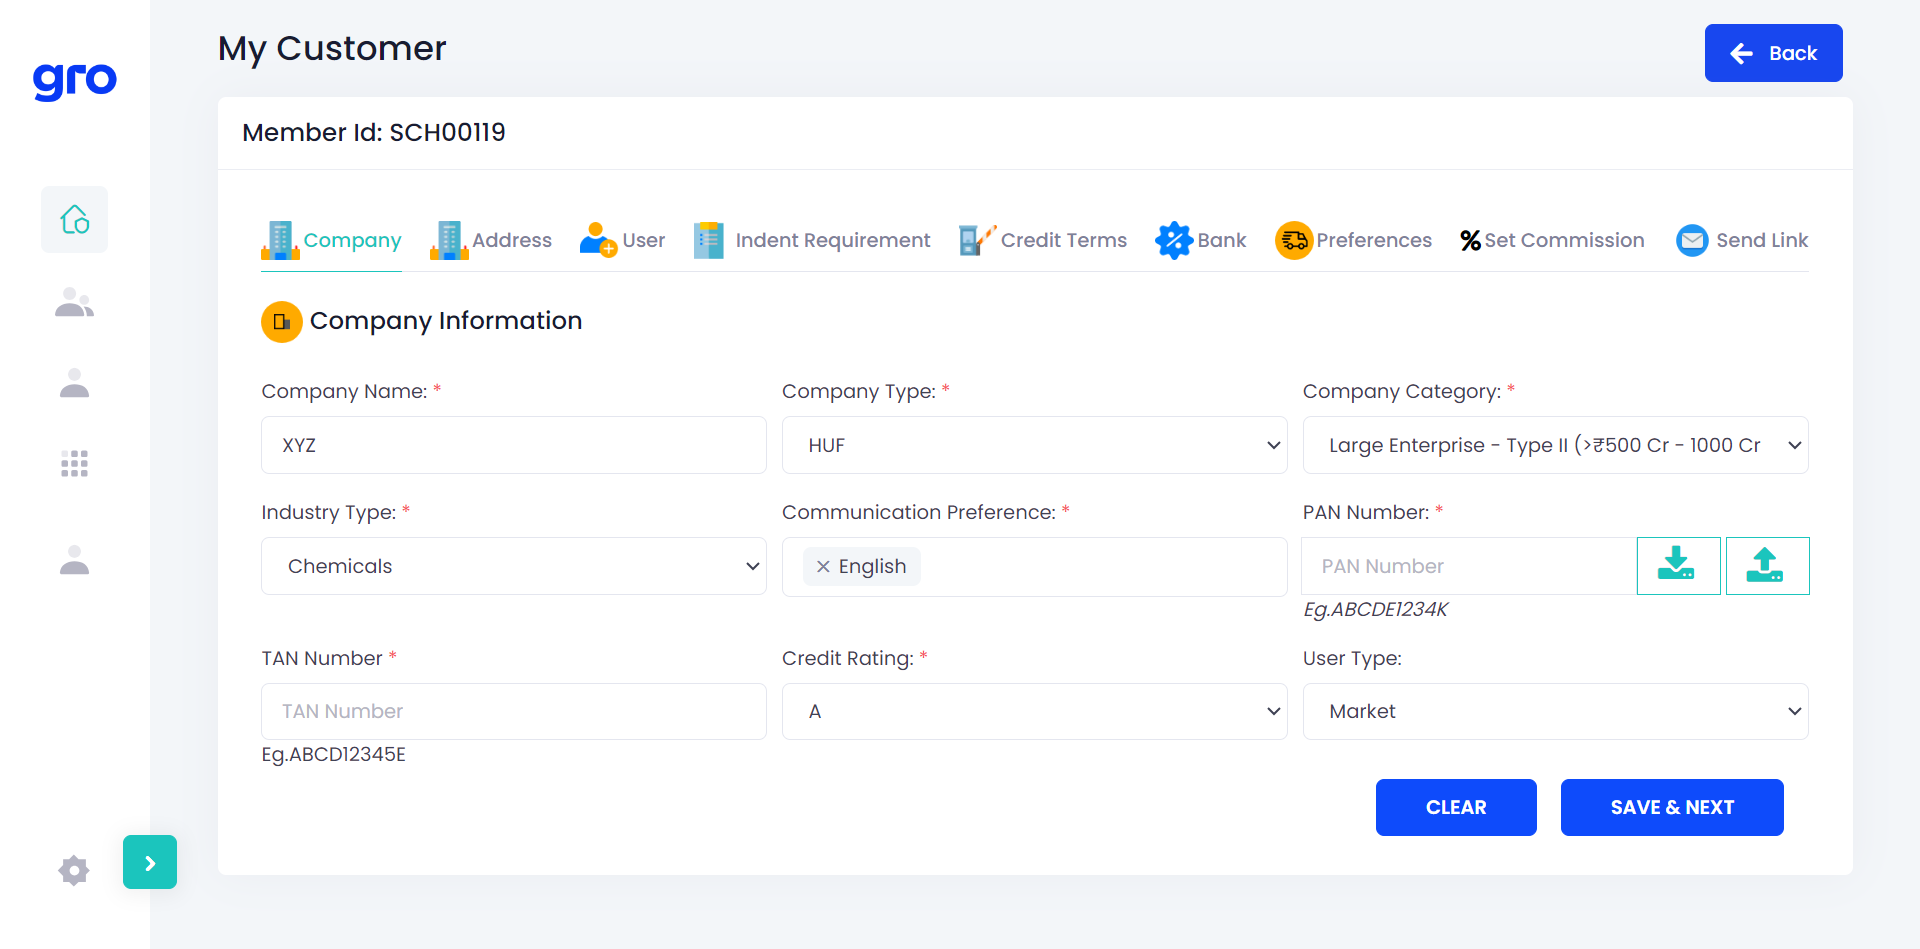 gro
My Customer
Back
Member Id: SCH00119
Company Address User Indent Requirement Credit Terms Bank Preferences % Set Commission Send Link
Company Information
Company Name: * Company Type: * Company Category: *
XYZ HUF Large Enterprise - Type II (>₹500 Cr - 1000 Cr
Industry Type: * Communication Preference: * PAN Number: *
Chemicals × English PAN Number
Eg.ABCDE1234K
TAN Number * Credit Rating: * User Type:
TAN Number A Market
Eg.ABCD12345E
CLEAR SAVE & NEXT